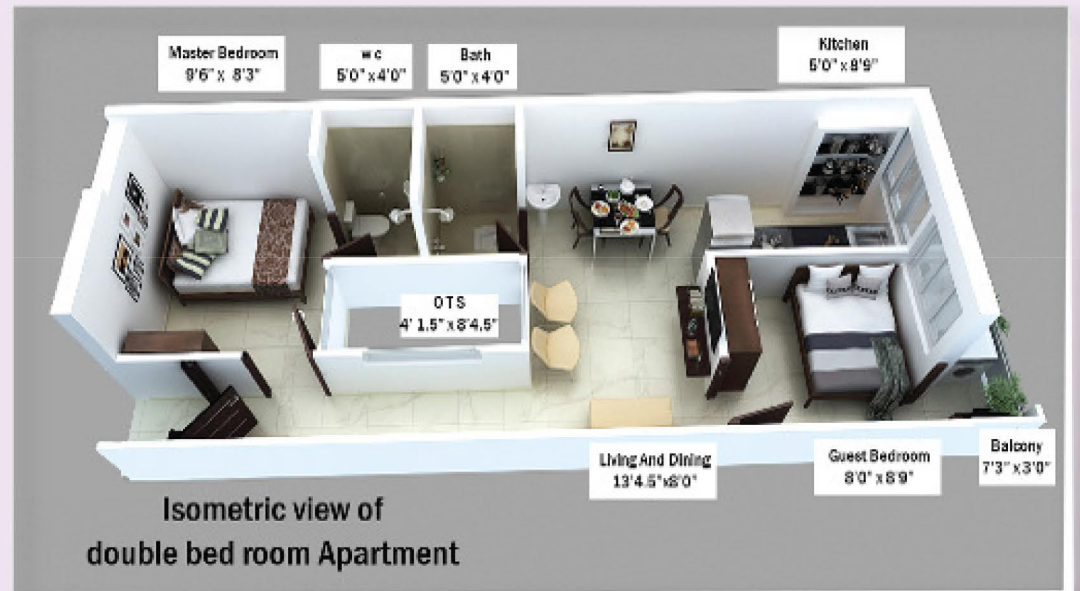 Master Bedroom
9'6" x 8'3"
W C
5'0" x 4'0"
Bath
5'0" x 4'0"
Kitchen
5'0" x 8'9"
OTS
4' 1.5" x 8'4.5"
Living And Dining
13'4.5"x8'0"
Guest Bedroom
8'0" x 8'9"
Balcony
7'3" x 3'0"
Isometric view of
double bed room Apartment